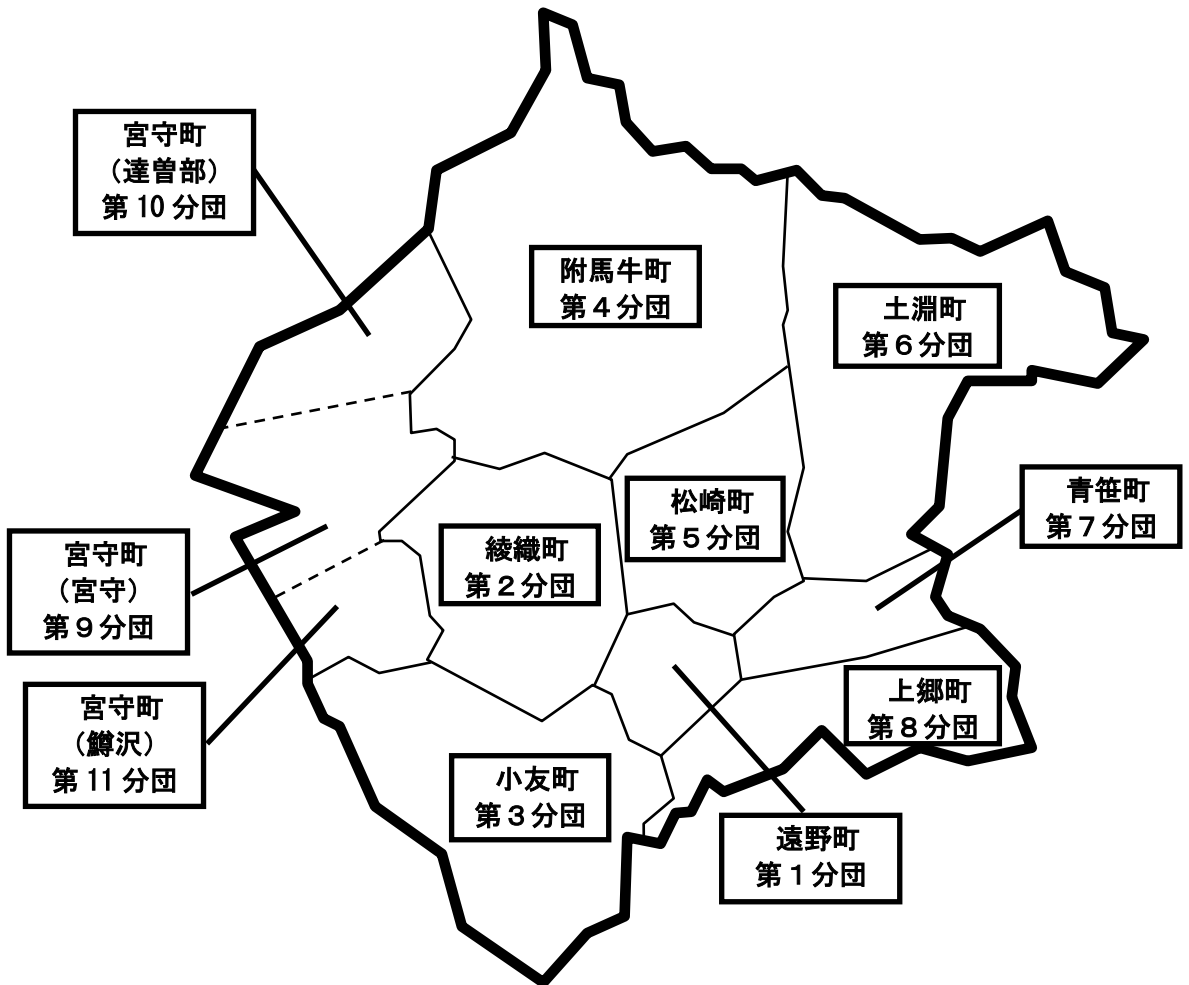 宮守町
（達曽部）
第10分団
附馬牛町
第４分団
土淵町
第６分団
松崎町
第５分団
青笹町
第７分団
宮守町
（宮守）
第９分団
綾織町
第２分団
宮守町
（鱒沢）
第11分団
上郷町
第８分団
小友町
第３分団
遠野町
第１分団